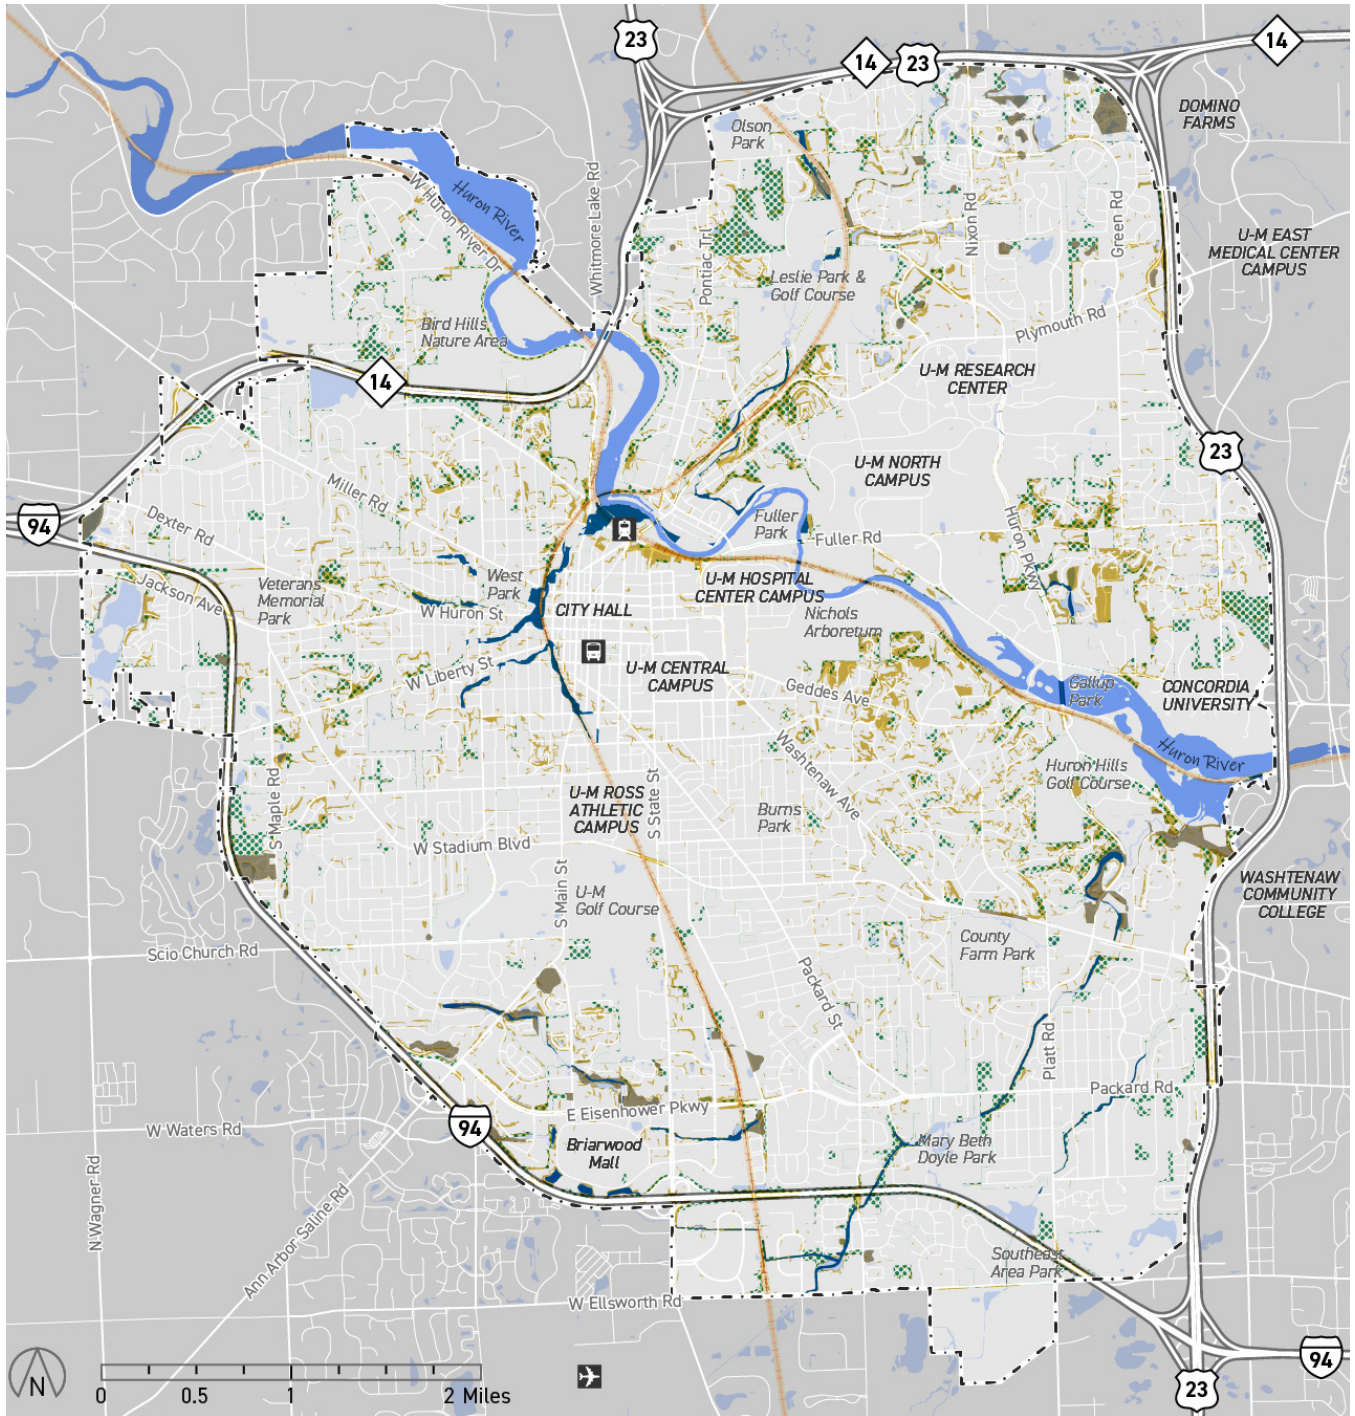 23
14
14
23
DOMINO
FARMS
Olson
Park
Whitmore Lake Rd
Huron River
W Huron River Dr
Nixon Rd
Green Rd
Pontiac Trl
U-M EAST
MEDICAL CENTER
CAMPUS
Leslie Park &
Golf Course
Bird Hills
Nature Area
Plymouth Rd
14
U-M RESEARCH
CENTER
23
U-M NORTH
CAMPUS
Miller Rd
94
Dexter Rd
Fuller
Park
Fuller Rd
Huron Pkwy
Jackson Ave
Veterans
Memorial
Park
West
Park
W Huron St
CITY HALL
U-M HOSPITAL
CENTER CAMPUS
Nichols
Arboretum
W Liberty St
U-M CENTRAL
CAMPUS
Geddes Ave
Gallup
Park
CONCORDIA
UNIVERSITY
Washtenaw Ave
Huron River
Huron Hills
Golf Course
S Maple Rd
U-M ROSS
ATHLETIC
CAMPUS
S State St
Burns
Park
W Stadium Blvd
S Main St
U-M
Golf Course
WASHTENAW
COMMUNITY
COLLEGE
County
Farm Park
Scio Church Rd
Packard St
Platt Rd
Packard Rd
E Eisenhower Pkwy
94
W Waters Rd
Briarwood
Mall
Mary Beth
Doyle Park
N Wagner Rd
Ann Arbor Saline Rd
Southeast
Area Park
W Ellsworth Rd
94
23
N
0 0.5 1 2 Miles